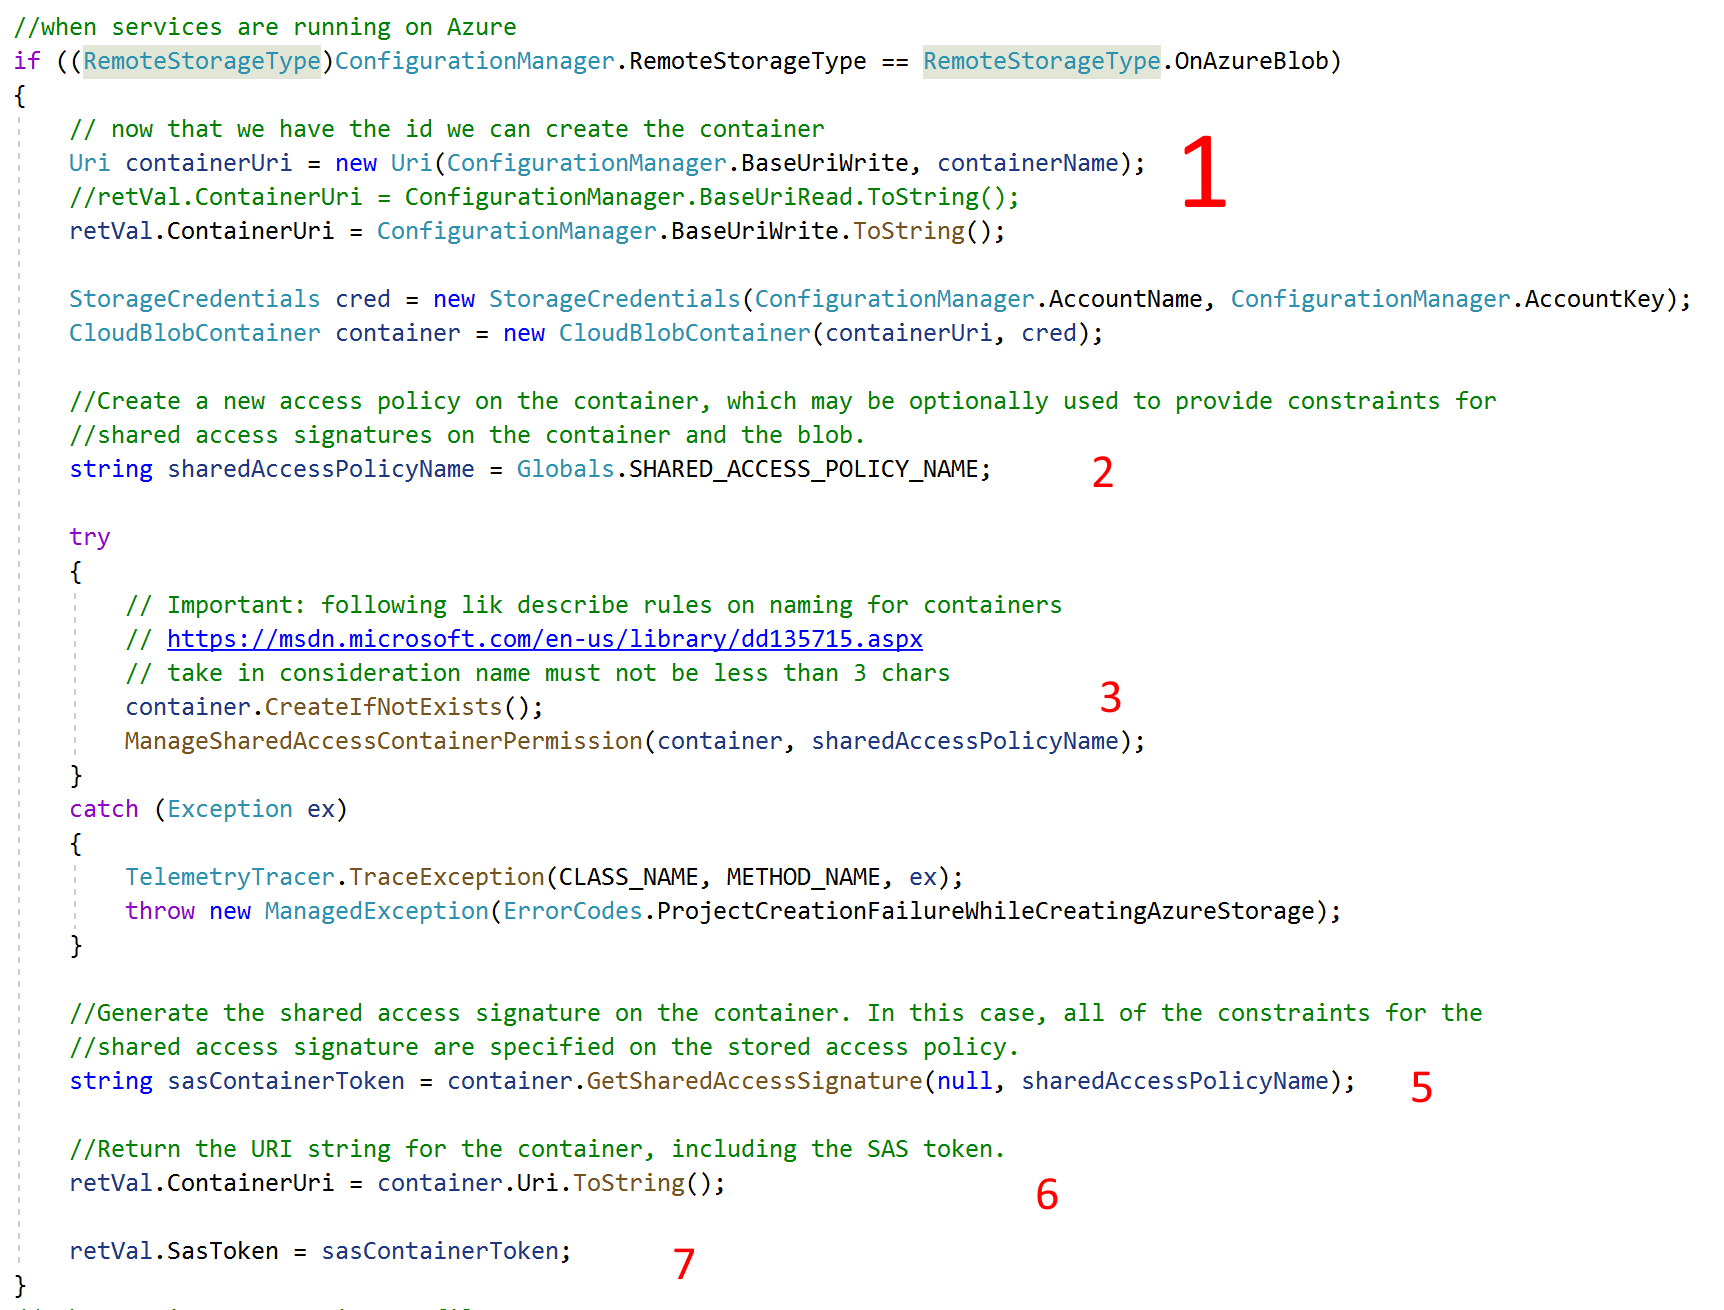 //when services are running on Azure
if ((RemoteStorageType)ConfigurationManager.RemoteStorageType == RemoteStorageType.OnAzureBlob)
{
    // now that we have the id we can create the container
    Uri containerUri = new Uri(ConfigurationManager.BaseUriWrite, containerName);
    //retVal.ContainerUri = ConfigurationManager.BaseUriRead.ToString();
1
    retVal.ContainerUri = ConfigurationManager.BaseUriWrite.ToString();
    StorageCredentials cred = new StorageCredentials(ConfigurationManager.AccountName, ConfigurationManager.AccountKey);
    CloudBlobContainer container = new CloudBlobContainer(containerUri, cred);
    //Create a new access policy on the container, which may be optionally used to provide constraints for
    //shared access signatures on the container and the blob.
    string sharedAccessPolicyName = Globals.SHARED_ACCESS_POLICY_NAME;
2
    try
    {
        // Important: following lik describe rules on naming for containers
        // https://msdn.microsoft.com/en-us/library/dd135715.aspx
        // take in consideration name must not be less than 3 chars
3
        container.CreateIfNotExists();
        ManageSharedAccessContainerPermission(container, sharedAccessPolicyName);
    }
    catch (Exception ex)
    {
        TelemetryTracer.TraceException(CLASS_NAME, METHOD_NAME, ex);
        throw new ManagedException(ErrorCodes.ProjectCreationFailureWhileCreatingAzureStorage);
    }
    //Generate the shared access signature on the container. In this case, all of the constraints for the
    //shared access signature are specified on the stored access policy.
    string sasContainerToken = container.GetSharedAccessSignature(null, sharedAccessPolicyName);
5
    //Return the URI string for the container, including the SAS token.
    retVal.ContainerUri = container.Uri.ToString();
6
    retVal.SasToken = sasContainerToken;
7
}